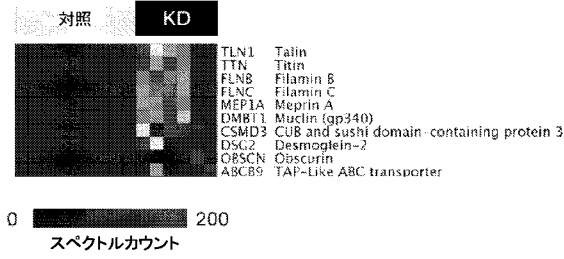 対照 KD
TLN1 Talin
TTN Titin
FLNB Filamin B
FLNC Filamin C
MEP1A Meprin A
DMBT1 Muclin (gp340)
CSMD3 CUB and sushi domain-containing protein 3
DSG2 Desmoglein-2
OBSCN Obscurin
ABCB9 TAP-Like ABC transporter
0 200
スペクトルカウント